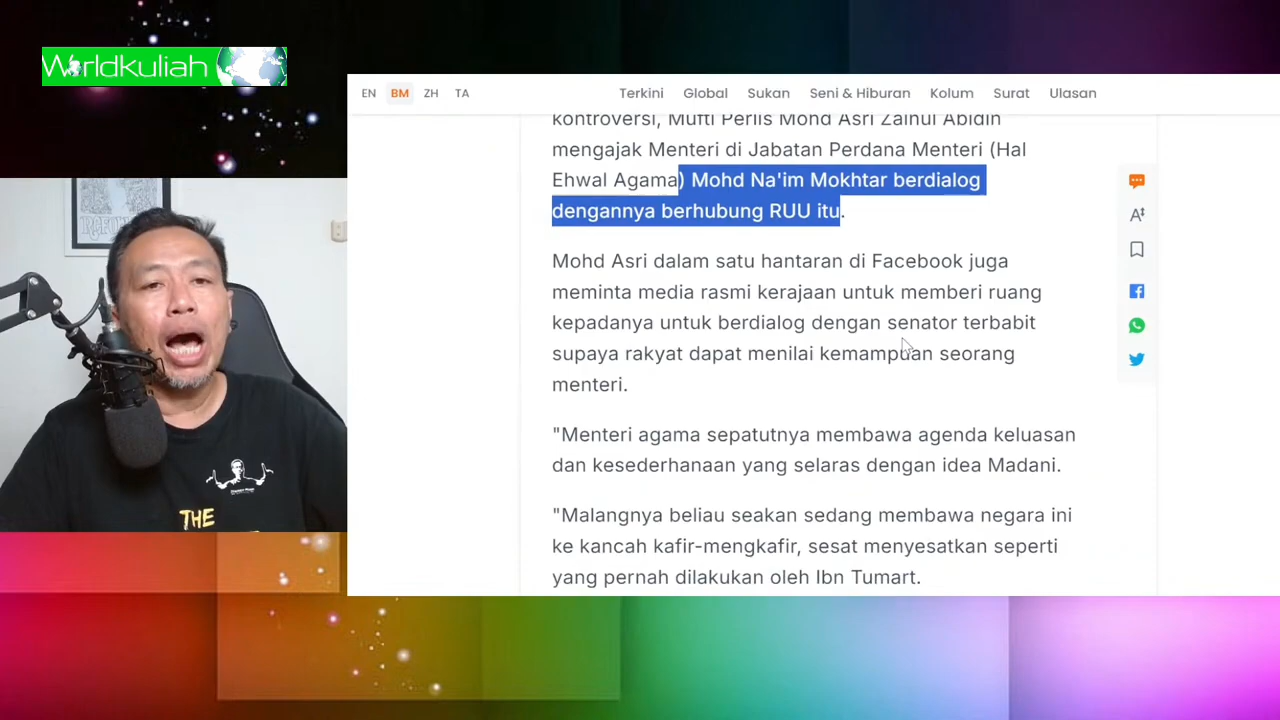 Worldkuliah
EN BM ZH TA
Terkini Global Sukan Seni & Hiburan Kolum Surat Ulasan
kontroversi, Mufti Perlis Mohd Asri Zainul Abidin
mengajak Menteri di Jabatan Perdana Menteri (Hal
Ehwal Agama) Mohd Na'im Mokhtar berdialog
dengannya berhubung RUU itu.
Mohd Asri dalam satu hantaran di Facebook juga
meminta media rasmi kerajaan untuk memberi ruang
kepadanya untuk berdialog dengan senator terbabit
supaya rakyat dapat menilai kemampuan seorang
menteri.
"Menteri agama sepatutnya membawa agenda keluasan
dan kesederhanaan yang selaras dengan idea Madani.
"Malangnya beliau seakan sedang membawa negara ini
ke kancah kafir-mengkafir, sesat menyesatkan seperti
yang pernah dilakukan oleh Ibn Tumart.
THE